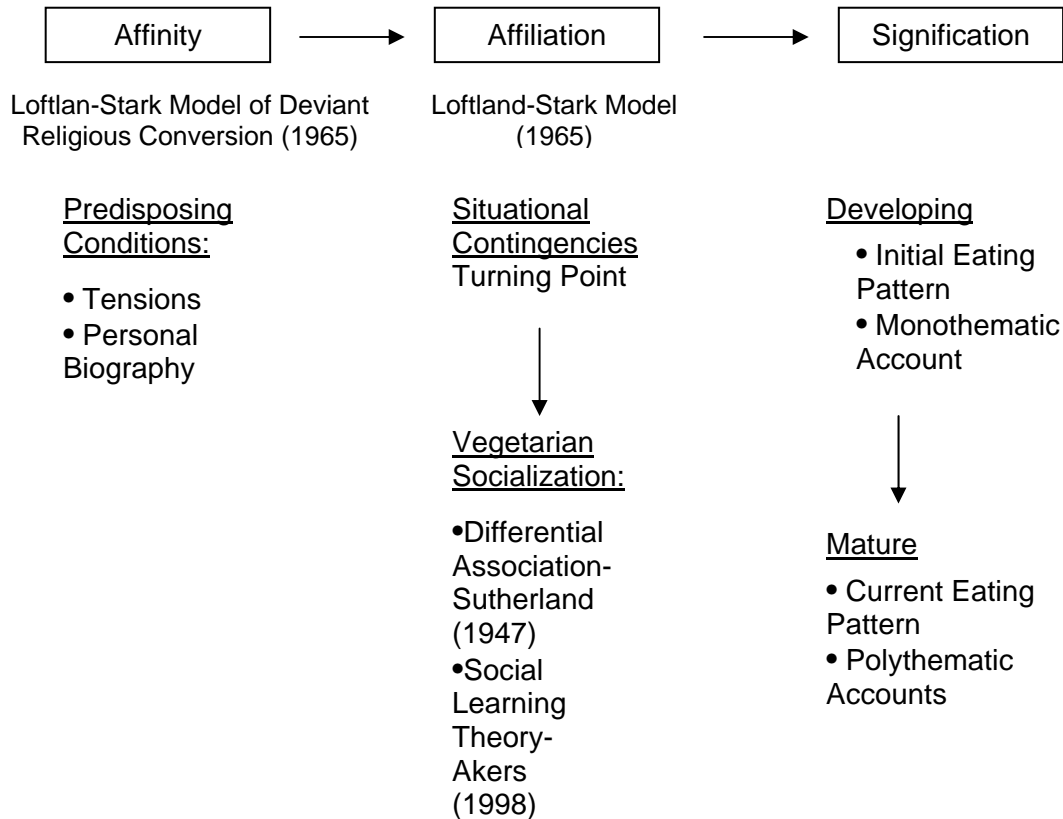 Affinity
Affiliation
Signification
Loftlan-Stark Model of Deviant
Religious Conversion (1965)
Loftland-Stark Model
(1965)
Predisposing
Conditions:
• Tensions
• Personal
Biography
Situational
Contingencies
Turning Point
Vegetarian
Socialization:
•Differential
Association-
Sutherland
(1947)
•Social
Learning
Theory-
Akers
(1998)
Developing
• Initial Eating
Pattern
• Monothematic
Account
Mature
• Current Eating
Pattern
• Polythematic
Accounts